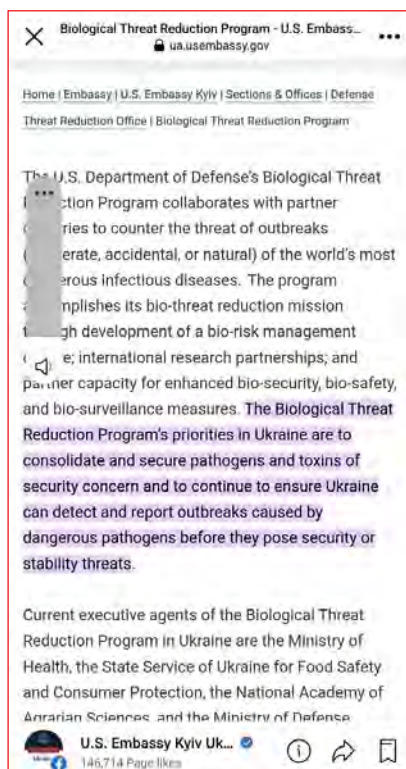 Biological Threat Reduction Program - U.S. Embass...
ua.usembassy.gov
Home | Embassy | U.S. Embassy Kyiv | Sections & Offices | Defense
Threat Reduction Office | Biological Threat Reduction Program
The U.S. Department of Defense's Biological Threat
ction Program collaborates with partner
ries to counter the threat of outbreaks
erate, accidental, or natural) of the world's most
erous infectious diseases. The program
mplishes its bio-threat reduction mission
gh development of a bio-risk management
e; international research partnerships; and
partner capacity for enhanced bio-security, bio-safety,
and bio-surveillance measures. The Biological Threat
Reduction Program's priorities in Ukraine are to
consolidate and secure pathogens and toxins of
security concern and to continue to ensure Ukraine
can detect and report outbreaks caused by
dangerous pathogens before they pose security or
stability threats.
Current executive agents of the Biological Threat
Reduction Program in Ukraine are the Ministry of
Health, the State Service of Ukraine for Food Safety
and Consumer Protection, the National Academy of
Agrarian Sciences, and the Ministry of Defense
U.S. Embassy Kyiv Uk...
146,714 Page likes